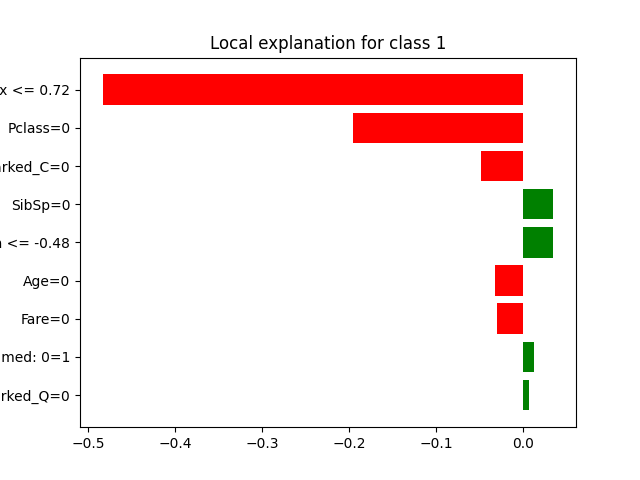 Local explanation for class 1
x <= 0.72
Pclass=0
rked_C=0
SibSp=0
<= -0.48
Age=0
Fare=0
med: 0=1
rked_Q=0
−0.5 −0.4 −0.3 −0.2 −0.1 0.0